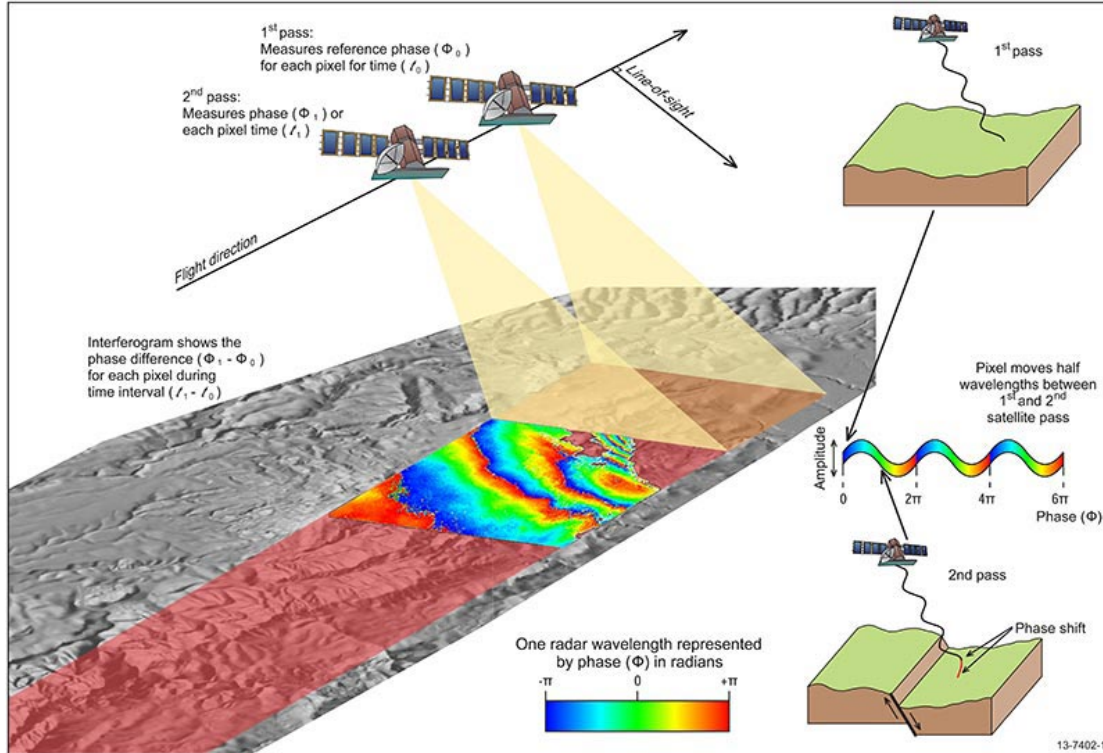 1st pass:
Measures reference phase (Φ0)
for each pixel for time (t0)
2nd pass:
Measures phase (Φ1) or
each pixel time (t1)
Line-of-sight
Flight direction
1st pass
Interferogram shows the
phase difference (Φ1 - Φ0)
for each pixel during
time interval (t1 - t0)
Pixel moves half
wavelengths between
1st and 2nd
satellite pass
Amplitude
0 2π 4π 6π
Phase (Φ)
2nd pass
Phase shift
One radar wavelength represented
by phase (Φ) in radians
-π 0 +π
13-7402-1